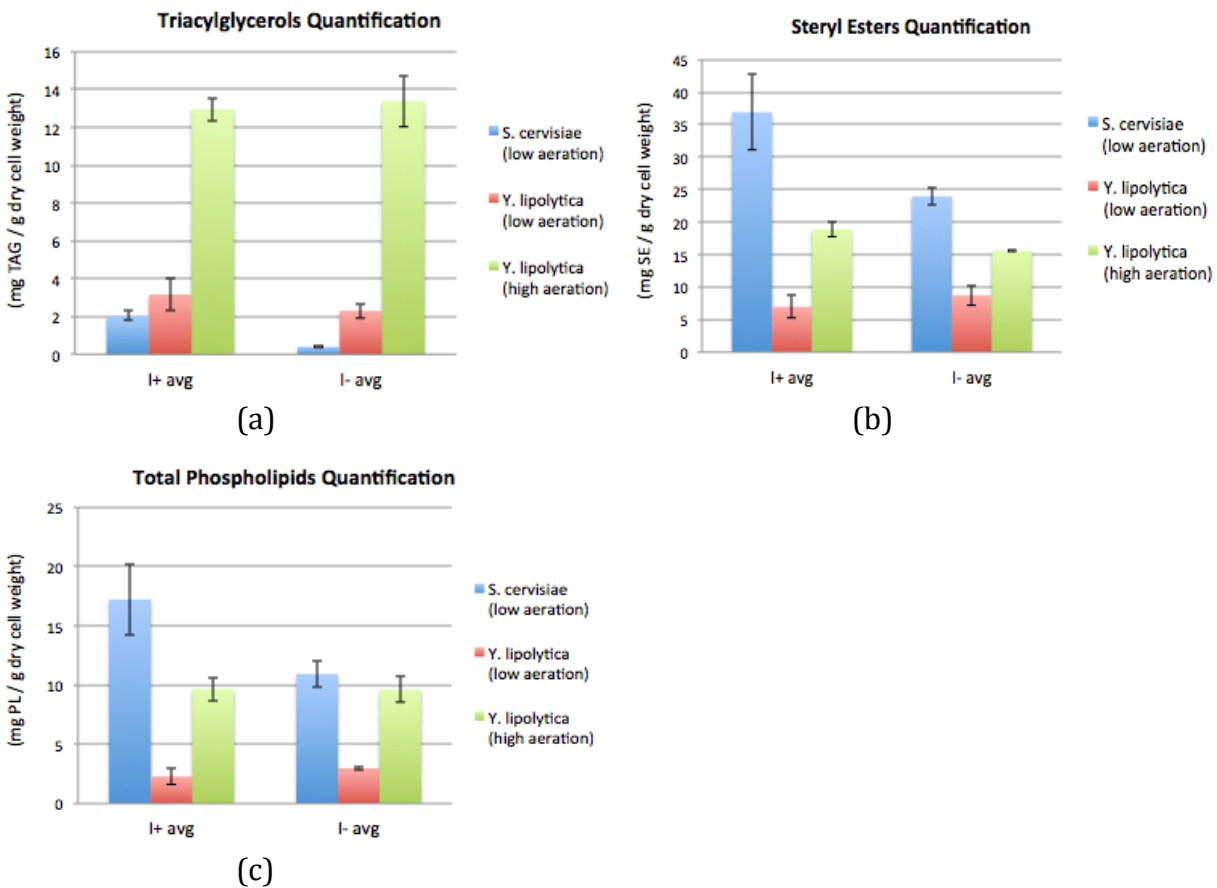 Triacylglycerols Quantification
(mg TAG / g dry cell weight)
16
14
12
10
8
6
4
2
0
I+ avg
I- avg
S. cervisiae
(low aeration)
Y. lipolytica
(low aeration)
Y. lipolytica
(high aeration)
(a)
Steryl Esters Quantification
(mg SE / g dry cell weight)
45
40
35
30
25
20
15
10
5
0
I+ avg
I- avg
S. cervisiae
(low aeration)
Y. lipolytica
(low aeration)
Y. lipolytica
(high aeration)
(b)
Total Phospholipids Quantification
(mg PL / g dry cell weight)
25
20
15
10
5
0
I+ avg
I- avg
S. cervisiae
(low aeration)
Y. lipolytica
(low aeration)
Y. lipolytica
(high aeration)
(c)